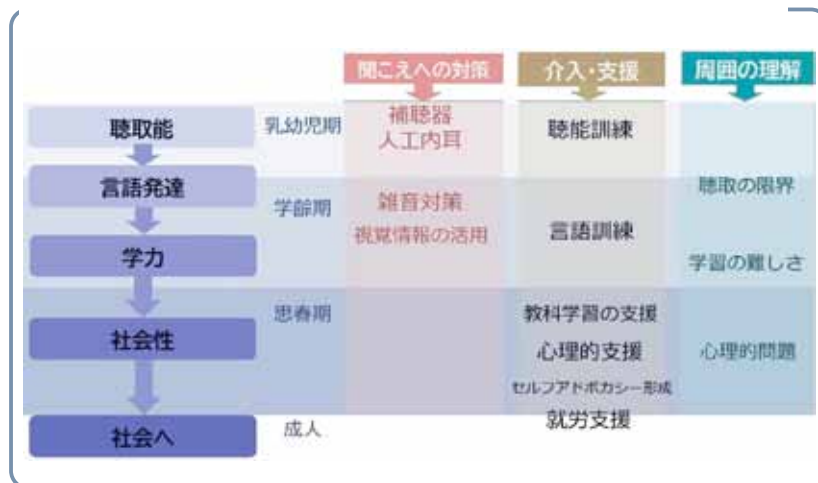 聞こえへの対策
介入・支援
周囲の理解
聴取能
乳幼児期
補聴器
人工内耳
聴能訓練
言語発達
学齢期
雑音対策
視覚情報の活用
言語訓練
聴取の限界
学力
学習の難しさ
社会性
思春期
教科学習の支援
心理的支援
セルフアドボカシー形成
心理的問題
社会へ
成人
就労支援